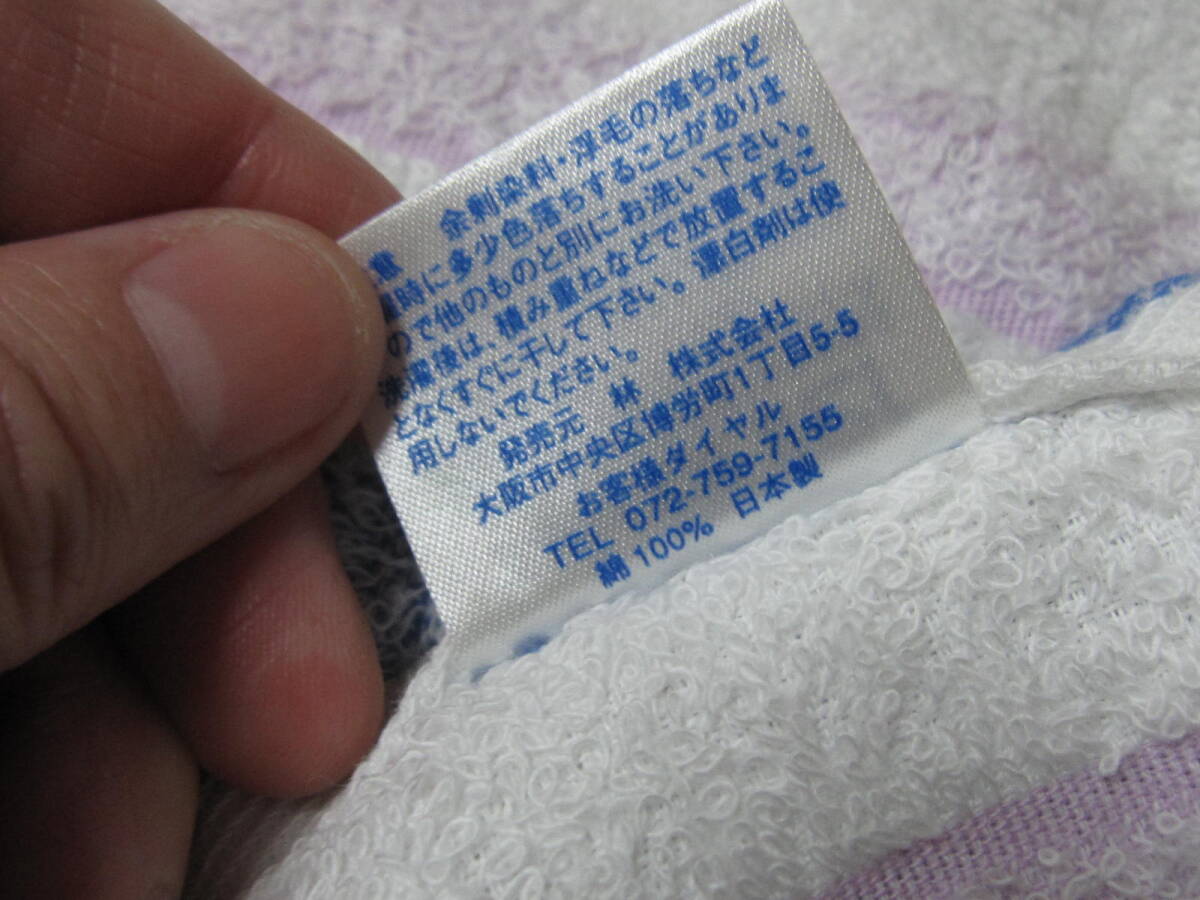 意 余剰染料・浮毛の落ちなど
時に多少色落ちすることがありま
ので他のものと別にお洗い下さい。
洗濯後は、積み重ねなどで放置するこ
となくすぐに干して下さい。漂白剤は使
用しないでください。
発売元 林 株式会社
大阪市中央区博労町1丁目5-5
お客様ダイヤル
TEL 072-759-7155
綿100% 日本製